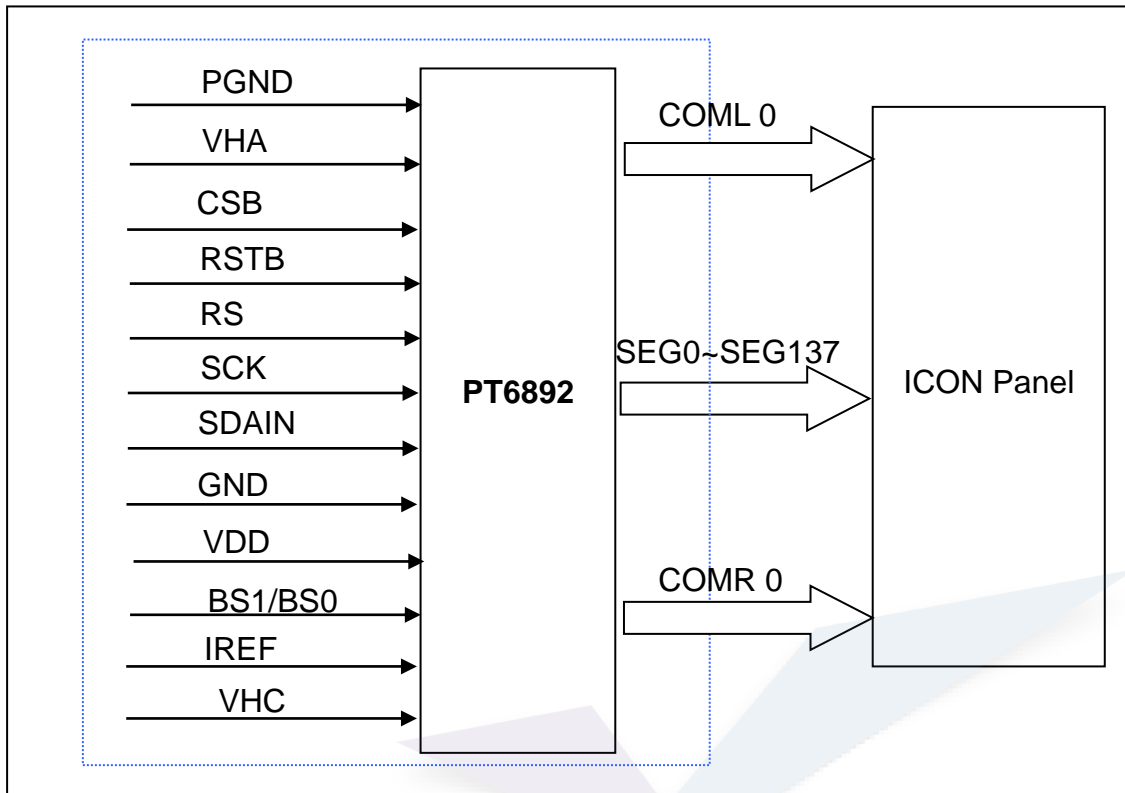 PGND
VHA
CSB
RSTB
RS
SCK
SDAIN
GND
VDD
BS1/BS0
IREF
VHC
PT6892
COML 0
SEG0~SEG137
COMR 0
ICON Panel